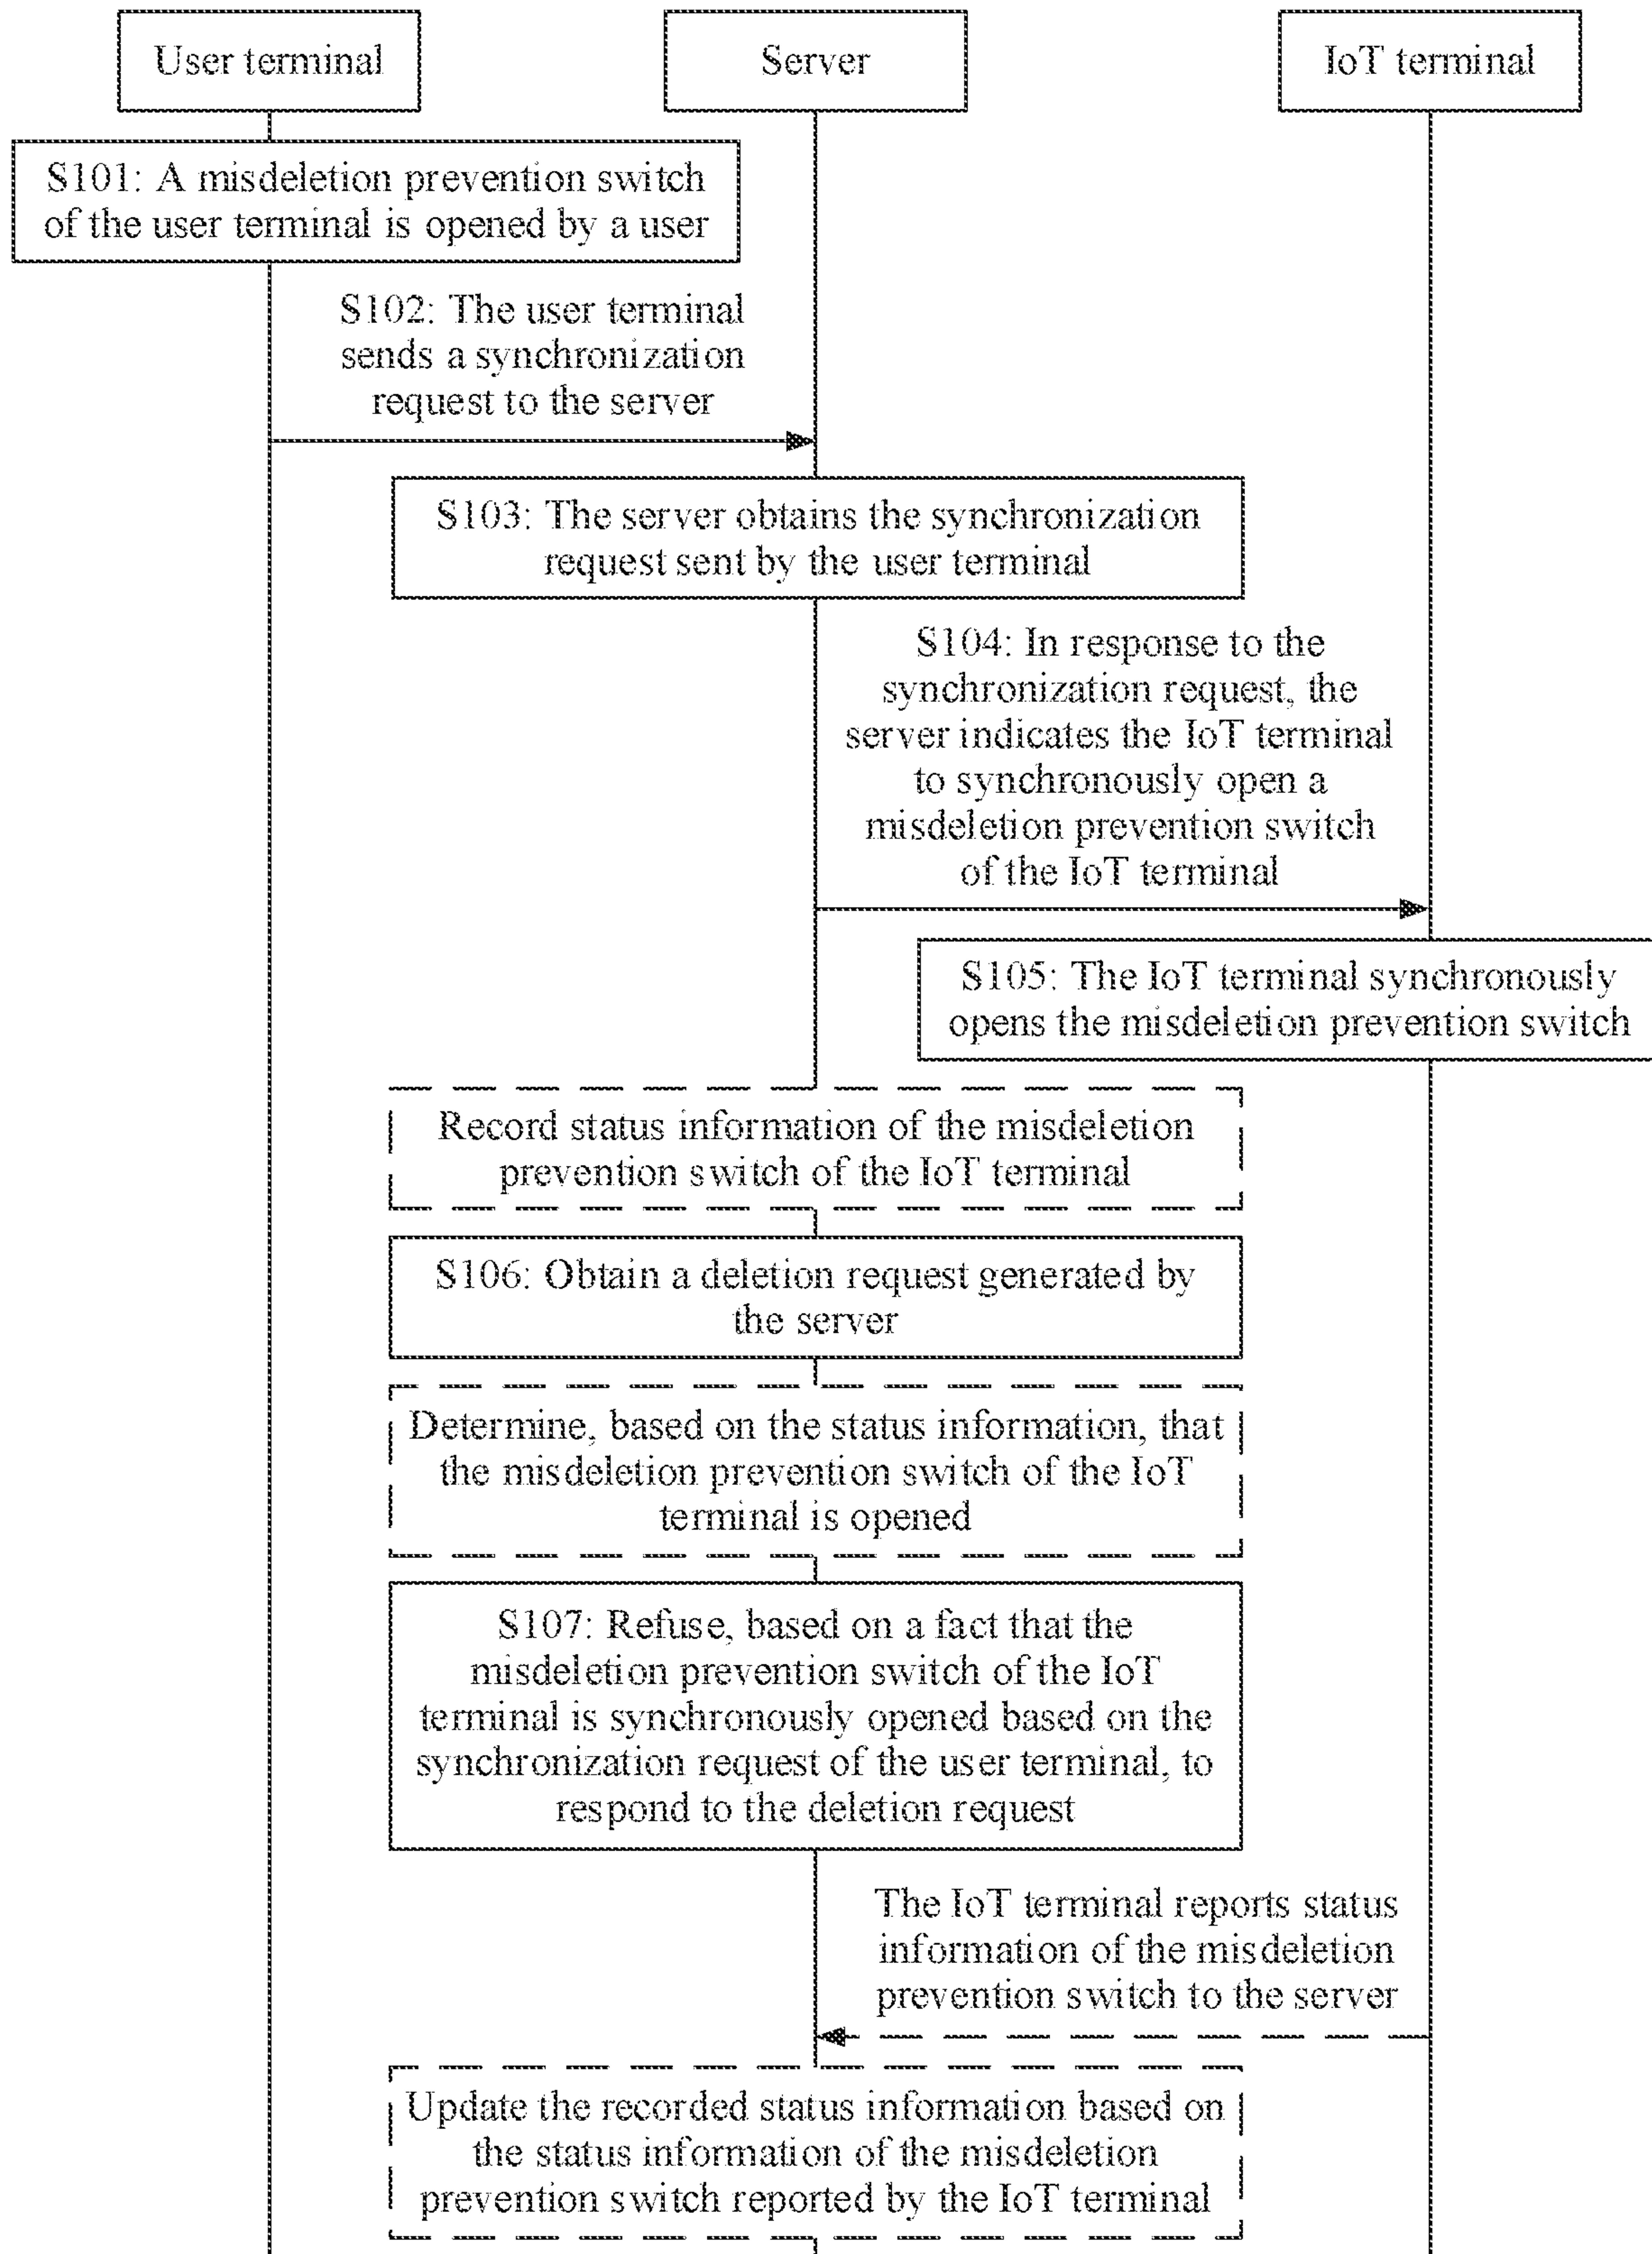 User terminal
Server
IoT terminal
S101: A misdeletion prevention switch
of the user terminal is opened by a user
S102: The user terminal
sends a synchronization
request to the server
S103: The server obtains the synchronization
request sent by the user terminal
S104: In response to the
synchronization request, the
server indicates the IoT terminal
to synchronously open a
misdeletion prevention switch
of the IoT terminal
S105: The IoT terminal synchronously
opens the misdeletion prevention switch
Record status information of the misdeletion
prevention switch of the IoT terminal
S106: Obtain a deletion request generated by
the server
Determine, based on the status information, that
the misdeletion prevention switch of the IoT
terminal is opened
S107: Refuse, based on a fact that the
misdeletion prevention switch of the IoT
terminal is synchronously opened based on the
synchronization request of the user terminal, to
respond to the deletion request
The IoT terminal reports status
information of the misdeletion
prevention switch to the server
Update the recorded status information based on
the status information of the misdeletion
prevention switch reported by the IoT terminal